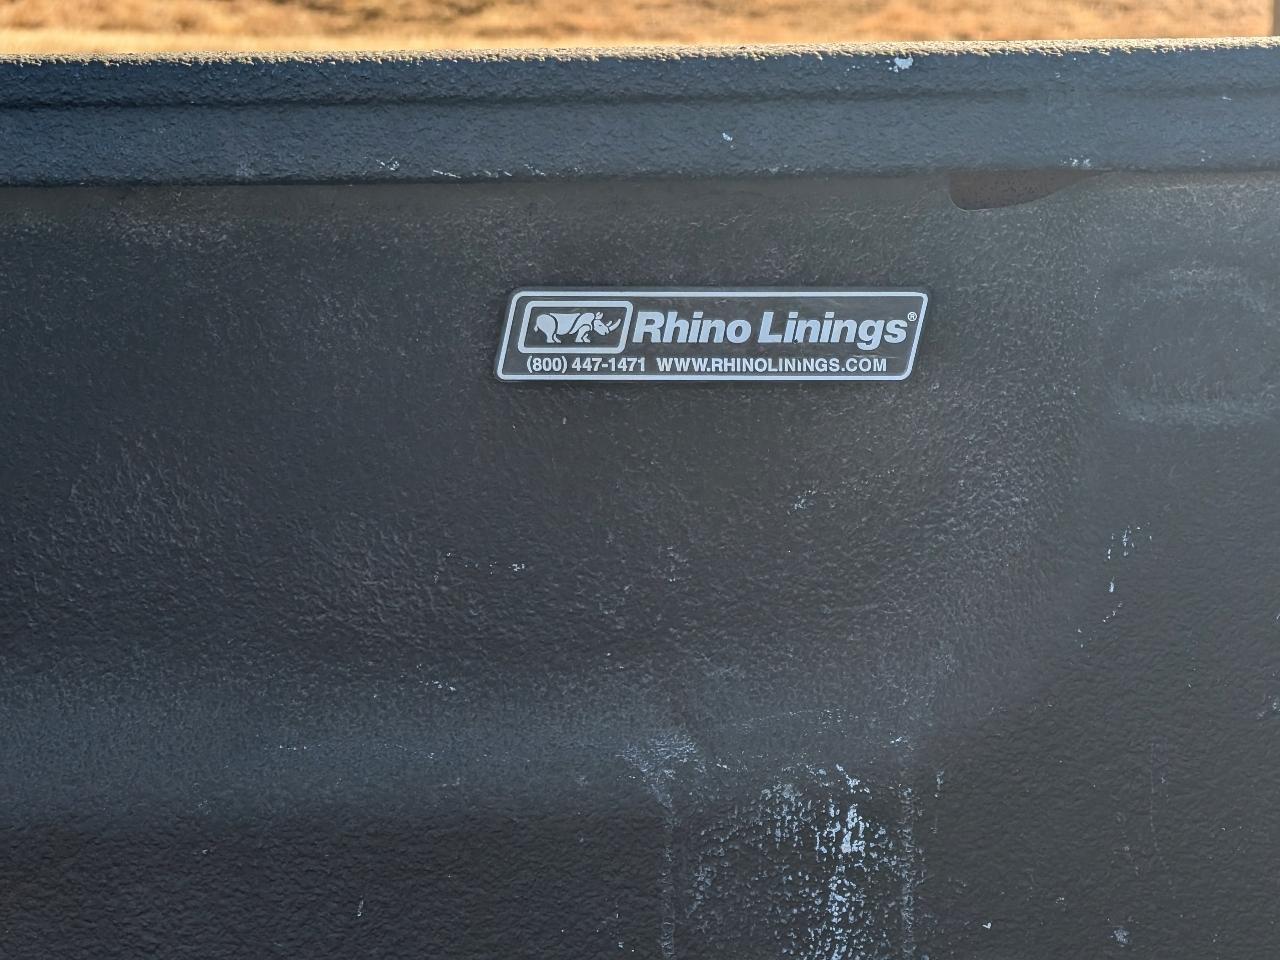 Rhino Linings®
(800) 447-1471 WWW.RHINOLININGS.COM